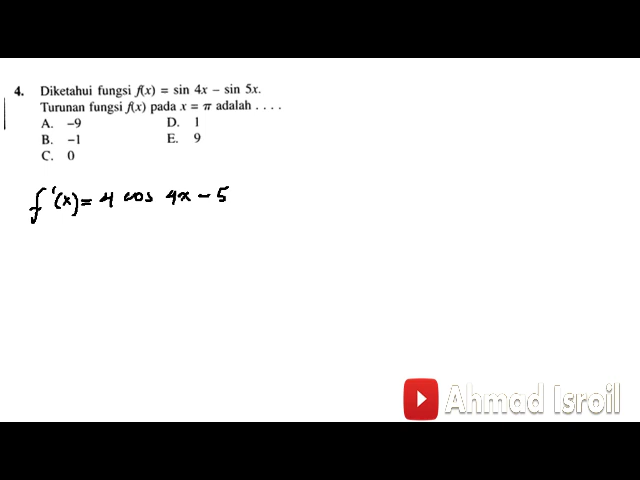 4. Diketahui fungsi f(x) = sin 4x – sin 5x.
Turunan fungsi f(x) pada x = π adalah . . . .
A. –9 D. 1
B. –1 E. 9
C. 0
f'(x) = 4 cos 4x – 5
Ahmad Isroil